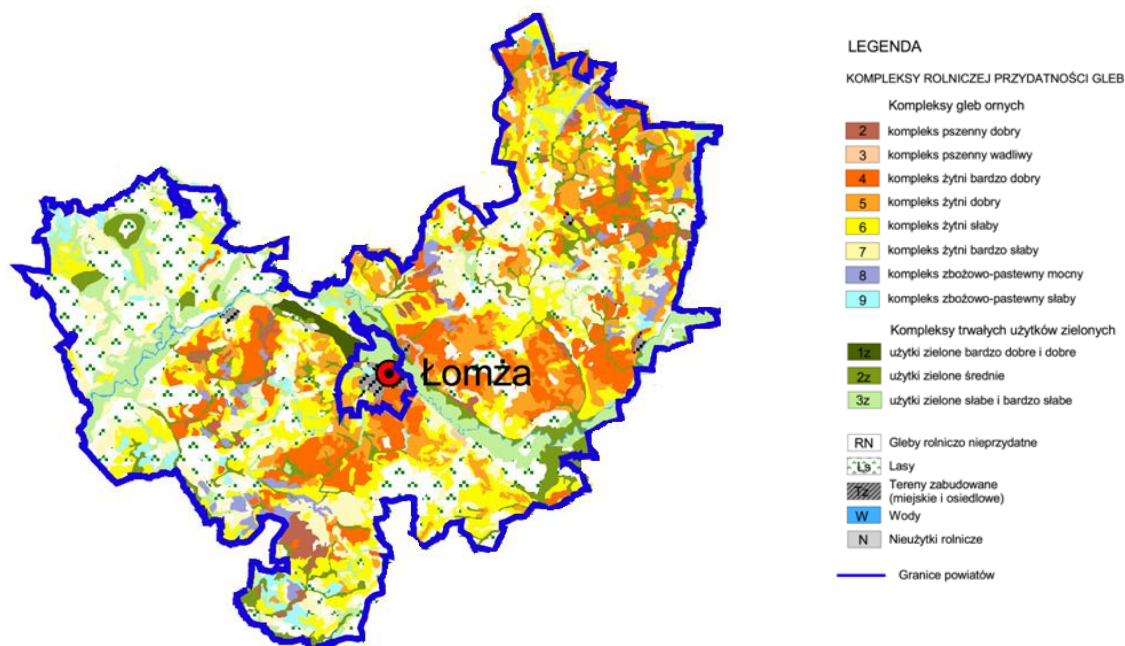 Łomża
LEGENDA
KOMPLEKSY ROLNICZEJ PRZYDATNOŚCI GLEB
Kompleksy gleb ornych
2 kompleks pszenny dobry
3 kompleks pszenny wadliwy
4 kompleks żytni bardzo dobry
5 kompleks żytni dobry
6 kompleks żytni słaby
7 kompleks żytni bardzo słaby
8 kompleks zbożowo-pastewny mocny
9 kompleks zbożowo-pastewny słaby
Kompleksy trwałych użytków zielonych
1z użytki zielone bardzo dobre i dobre
2z użytki zielone średnie
3z użytki zielone słabe i bardzo słabe
RN Gleby rolniczo nieprzydatne
Ls Lasy
Tz Tereny zabudowane
(miejskie i osiedlowe)
W Wody
N Nieużytki rolnicze
Granice powiatów